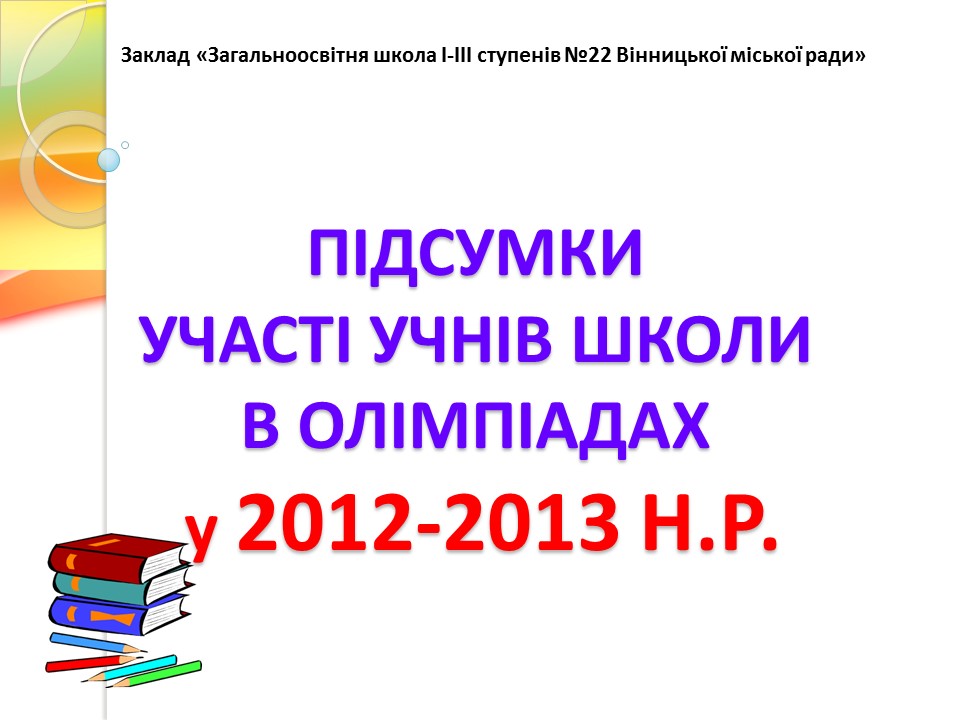 Заклад «Загальноосвітня школа І-ІІІ ступенів №22 Вінницької міської ради»
ПІДСУМКИ
УЧАСТІ УЧНІВ ШКОЛИ
В ОЛІМПІАДАХ
у 2012-2013 Н.Р.